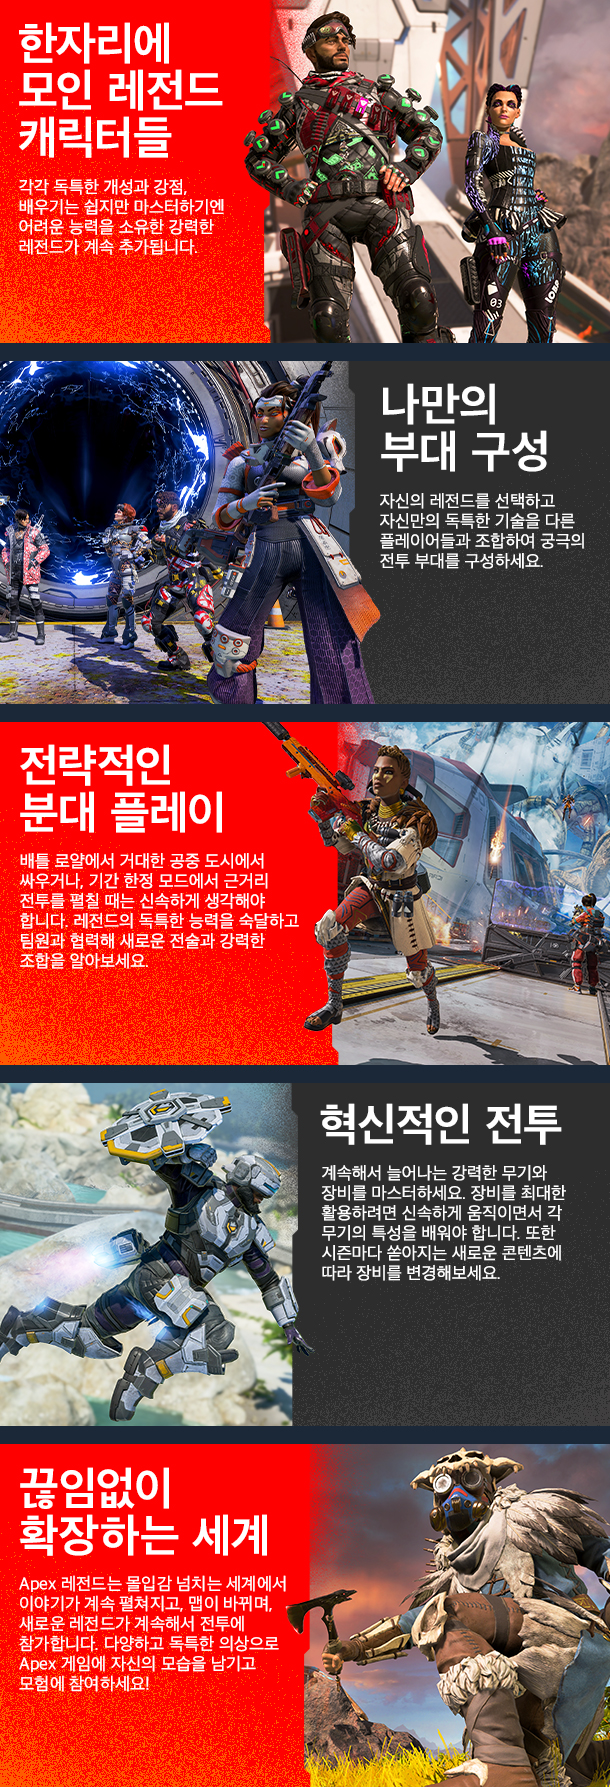 한자리에
모인 레전드
캐릭터들
각각 독특한 개성과 강점,
배우기는 쉽지만 마스터하기엔
어려운 능력을 소유한 강력한
레전드가 계속 추가됩니다.
03
LOBA
나만의
부대 구성
자신의 레전드를 선택하고
자신만의 독특한 기술을 다른
플레이어들과 조합하여 궁극의
전투 부대를 구성하세요.
전략적인
분대 플레이
배틀 로얄에서 거대한 공중 도시에서
싸우거나, 기간 한정 모드에서 근거리
전투를 펼칠 때는 신속하게 생각해야
합니다. 레전드의 독특한 능력을 숙달하고
팀원과 협력해 새로운 전술과 강력한
조합을 알아보세요.
혁신적인 전투
계속해서 늘어나는 강력한 무기와
장비를 마스터하세요. 장비를 최대한
활용하려면 신속하게 움직이면서 각
무기의 특성을 배워야 합니다. 또한
시즌마다 쏟아지는 새로운 콘텐츠에
따라 장비를 변경해보세요.
끊임없이
확장하는 세계
Apex 레전드는 몰입감 넘치는 세계에서
이야기가 계속 펼쳐지고, 맵이 바뀌며,
새로운 레전드가 계속해서 전투에
참가합니다. 다양하고 독특한 의상으로
Apex 게임에 자신의 모습을 남기고
모험에 참여하세요!